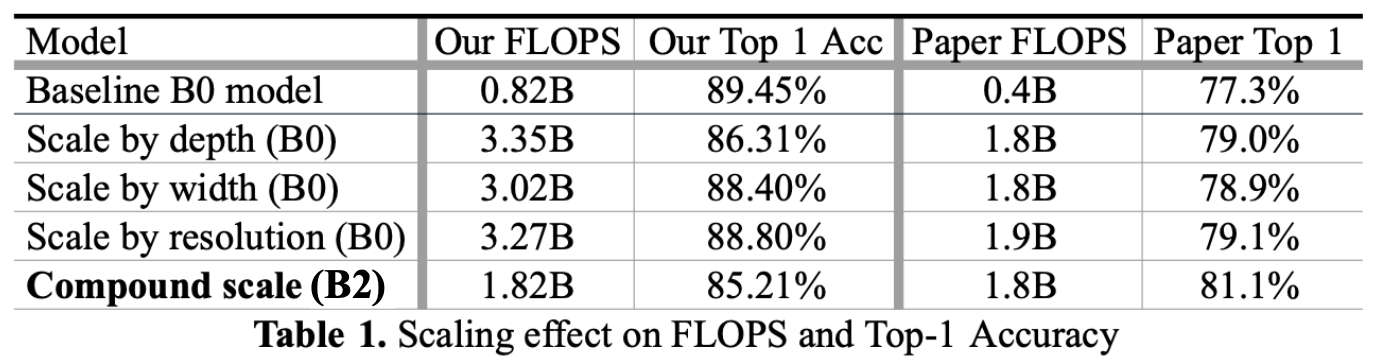 Model Our FLOPS Our Top 1 Acc Paper FLOPS Paper Top 1
Baseline B0 model 0.82B 89.45% 0.4B 77.3%
Scale by depth (B0) 3.35B 86.31% 1.8B 79.0%
Scale by width (B0) 3.02B 88.40% 1.8B 78.9%
Scale by resolution (B0) 3.27B 88.80% 1.9B 79.1%
Compound scale (B2) 1.82B 85.21% 1.8B 81.1%
Table 1. Scaling effect on FLOPS and Top-1 Accuracy